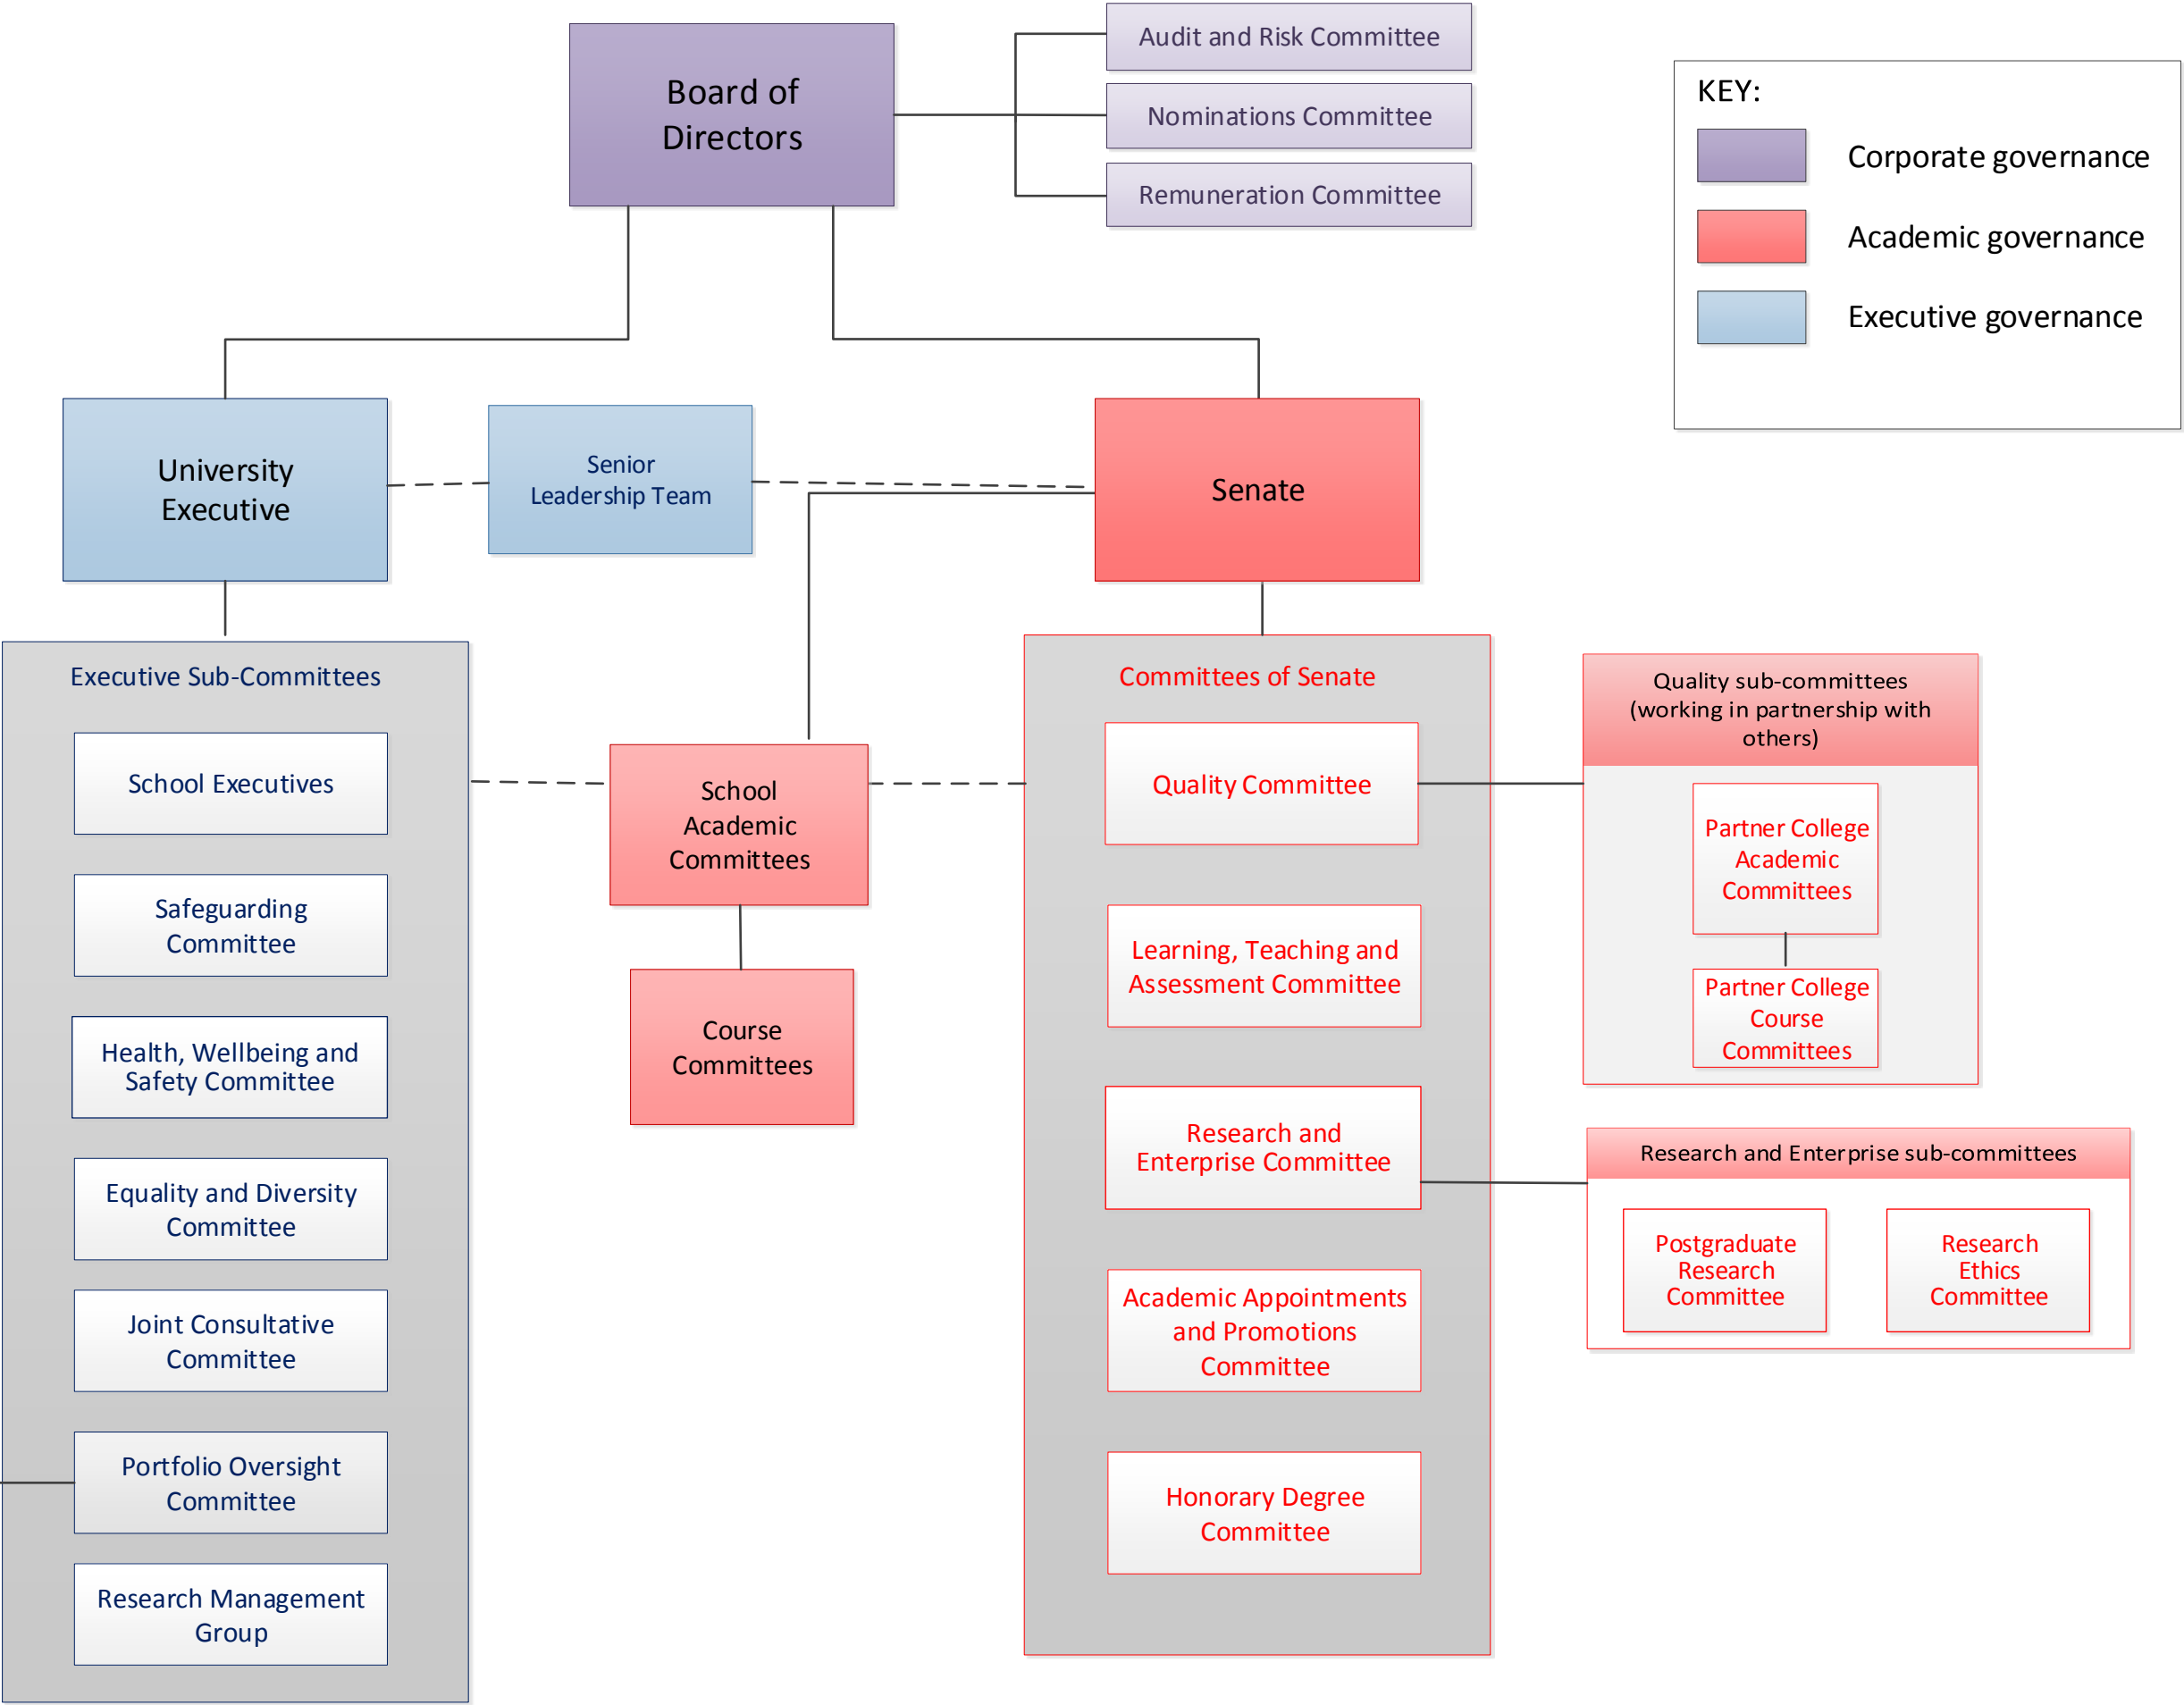 Board of
Directors
Audit and Risk Committee
Nominations Committee
Remuneration Committee
KEY:
Corporate governance
Academic governance
Executive governance
University
Executive
Senior
Leadership Team
Senate
Executive Sub-Committees
School Executives
Safeguarding
Committee
Health, Wellbeing and
Safety Committee
Equality and Diversity
Committee
Joint Consultative
Committee
Portfolio Oversight
Committee
Research Management
Group
School
Academic
Committees
Course
Committees
Committees of Senate
Quality Committee
Learning, Teaching and
Assessment Committee
Research and
Enterprise Committee
Academic Appointments
and Promotions
Committee
Honorary Degree
Committee
Quality sub-committees
(working in partnership with
others)
Partner College
Academic
Committees
Partner College
Course
Committees
Research and Enterprise sub-committees
Postgraduate
Research
Committee
Research
Ethics
Committee